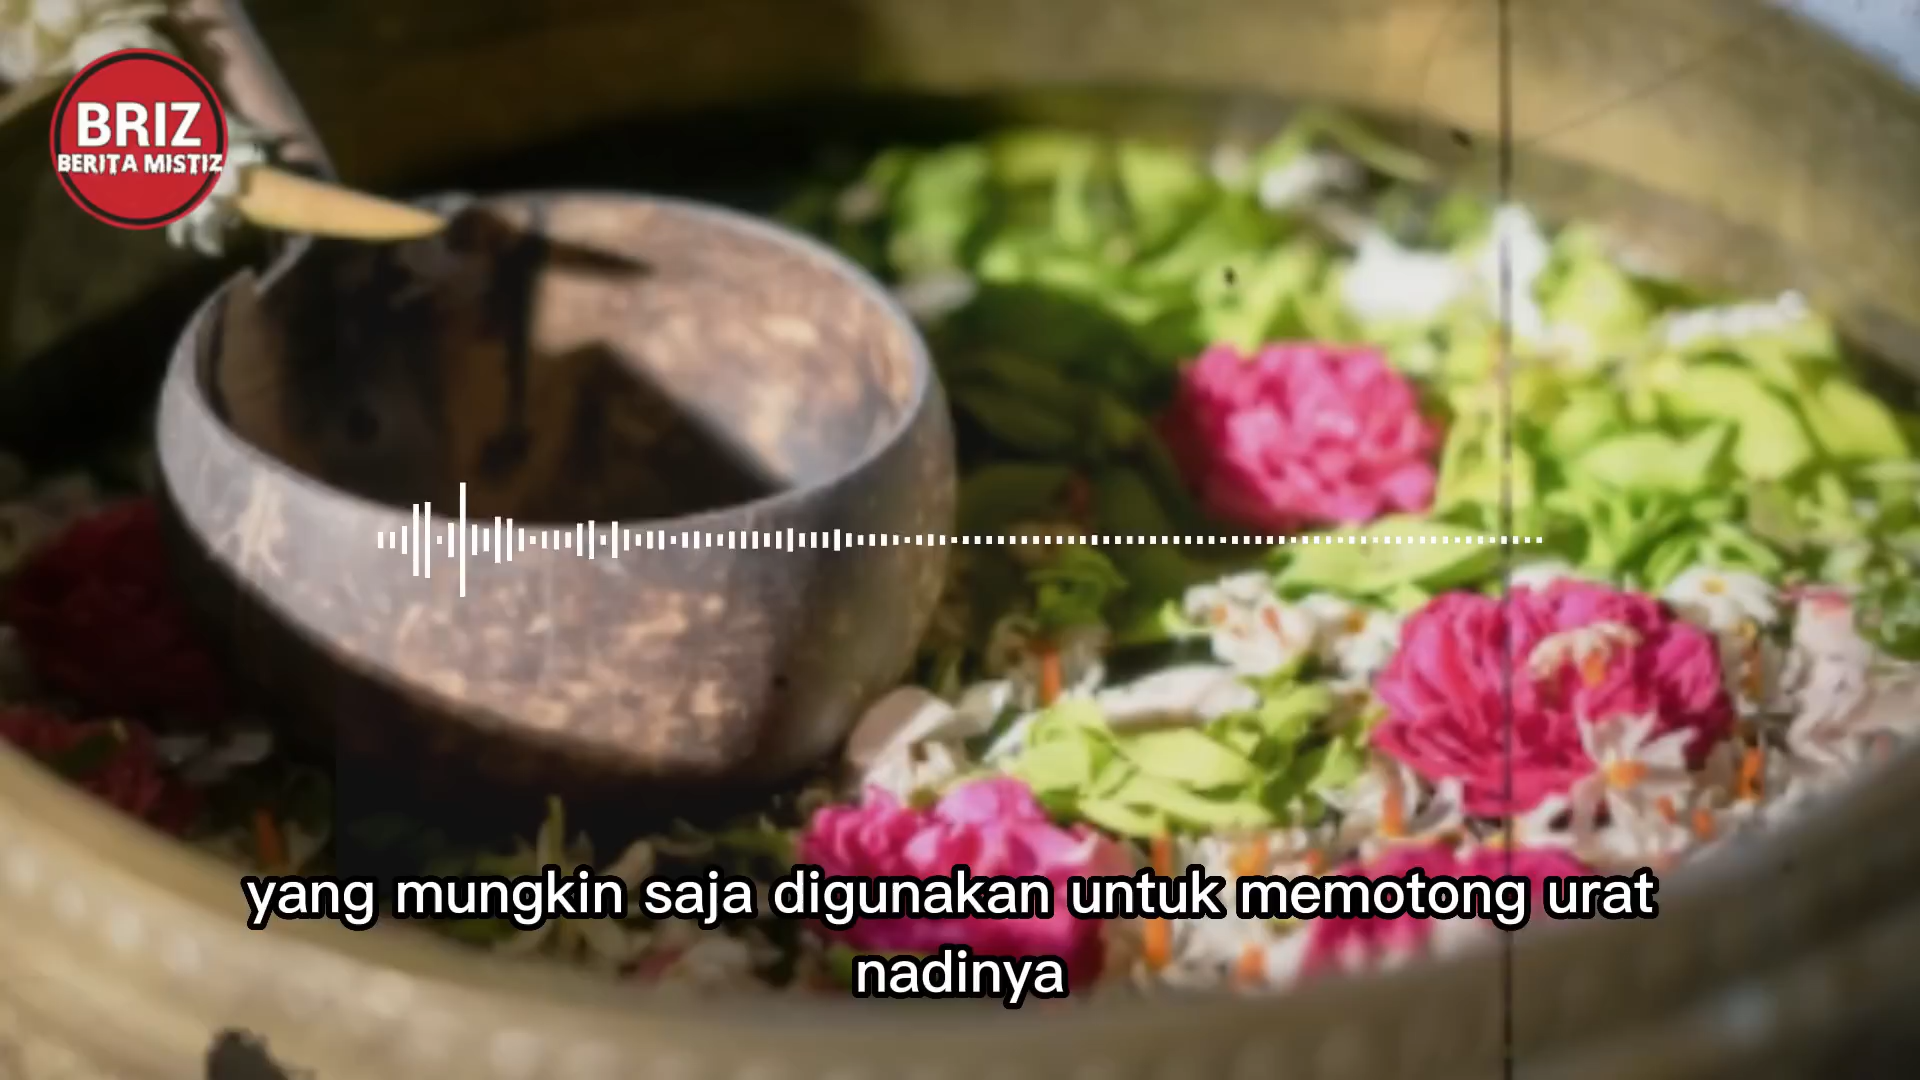 BRIZ
BERITA MISTIZ
yang mungkin saja digunakan untuk memotong urat
nadinya